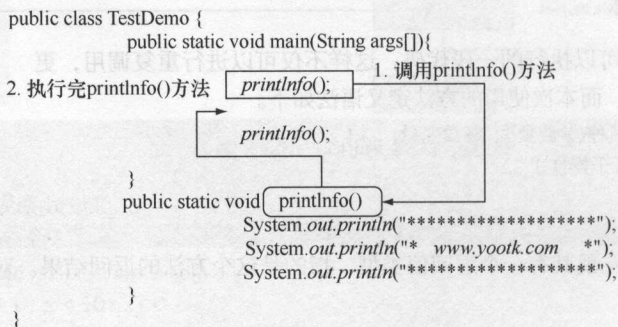 public class TestDemo {
public static void main(String args[]){
1. 调用printInfo()方法
2. 执行完printInfo()方法
printInfo();
printInfo();
}
public static void printInfo()
System.out.println("*******************");
System.out.println("* www.yootk.com *");
System.out.println("*******************");
}
}